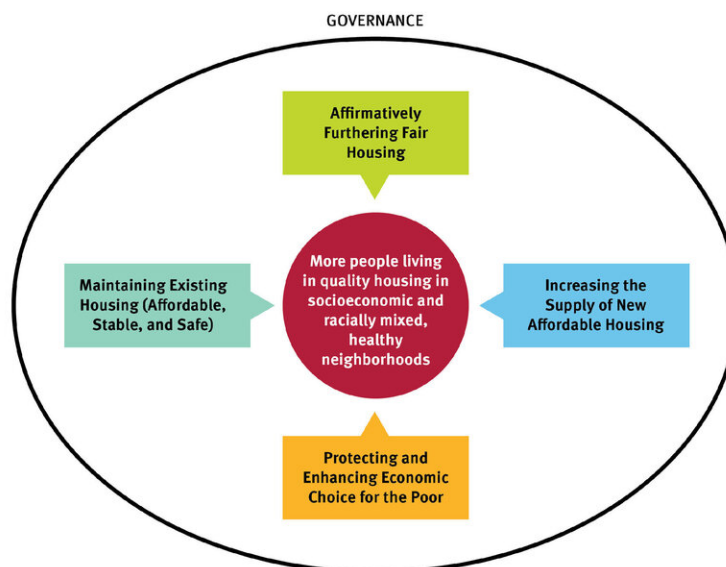 GOVERNANCE
Affirmatively
Furthering Fair
Housing
Maintaining Existing
Housing (Affordable,
Stable, and Safe)
More people living
in quality housing in
socioeconomic and
racially mixed,
healthy
neighborhoods
Increasing the
Supply of New
Affordable Housing
Protecting and
Enhancing Economic
Choice for the Poor